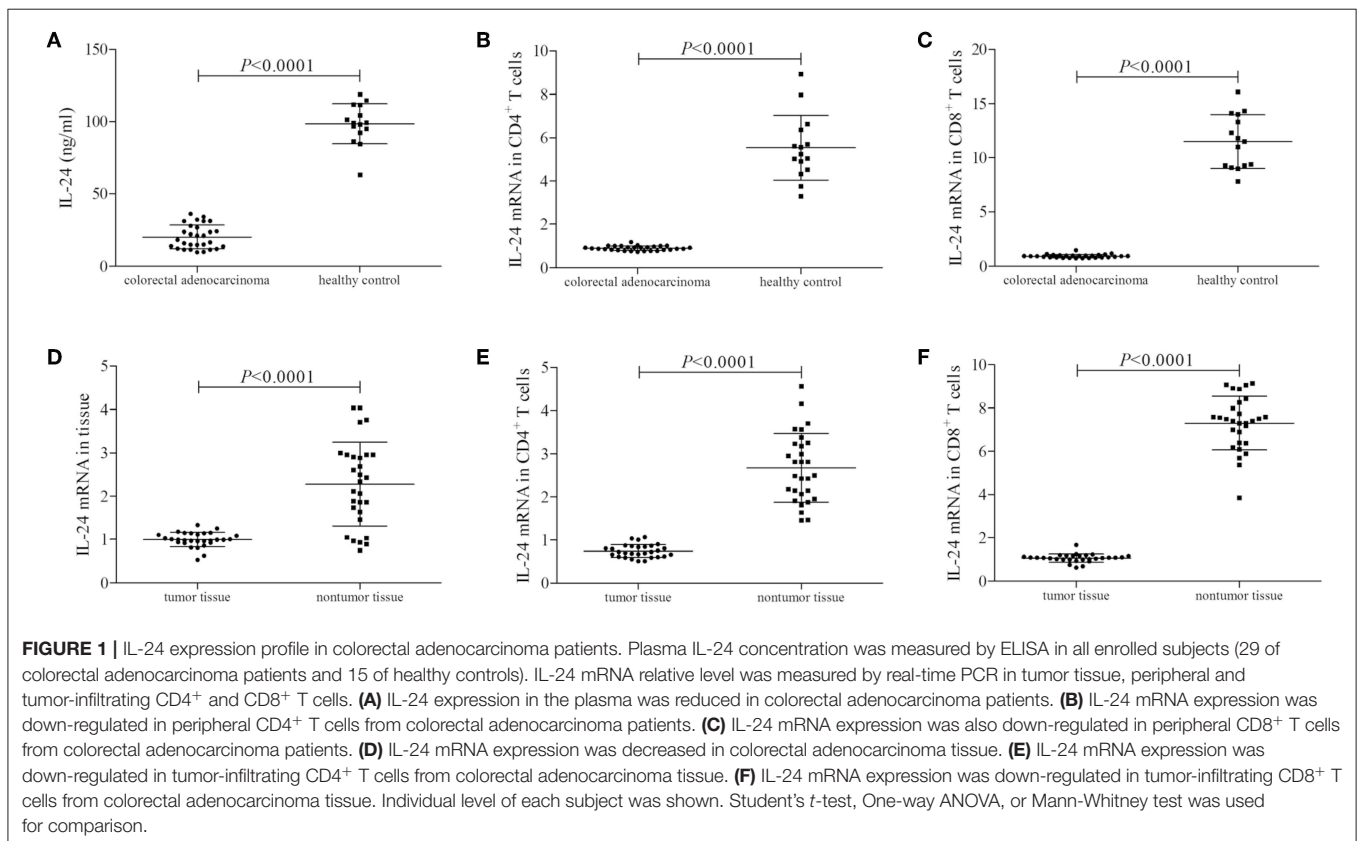 A
150
100
50
0
IL-24 (ng/ml)
P<0.0001
colorectal adenocarcinoma
healthy control
B
10
8
6
4
2
0
IL-24 mRNA in CD4⁺ T cells
P<0.0001
colorectal adenocarcinoma
healthy control
C
20
15
10
5
0
IL-24 mRNA in CD8⁺ T cells
P<0.0001
colorectal adenocarcinoma
healthy control
D
5
4
3
2
1
0
IL-24 mRNA in tissue
P<0.0001
tumor tissue
nontumor tissue
E
5
4
3
2
1
0
IL-24 mRNA in CD4⁺ T cells
P<0.0001
tumor tissue
nontumor tissue
F
10
8
6
4
2
0
IL-24 mRNA in CD8⁺ T cells
P<0.0001
tumor tissue
nontumor tissue
FIGURE 1 | IL-24 expression profile in colorectal adenocarcinoma patients. Plasma IL-24 concentration was measured by ELISA in all enrolled subjects (29 of
colorectal adenocarcinoma patients and 15 of healthy controls). IL-24 mRNA relative level was measured by real-time PCR in tumor tissue, peripheral and
tumor-infiltrating CD4⁺ and CD8⁺ T cells. (A) IL-24 expression in the plasma was reduced in colorectal adenocarcinoma patients. (B) IL-24 mRNA expression was
down-regulated in peripheral CD4⁺ T cells from colorectal adenocarcinoma patients. (C) IL-24 mRNA expression was also down-regulated in peripheral CD8⁺ T cells
from colorectal adenocarcinoma patients. (D) IL-24 mRNA expression was decreased in colorectal adenocarcinoma tissue. (E) IL-24 mRNA expression was
down-regulated in tumor-infiltrating CD4⁺ T cells from colorectal adenocarcinoma tissue. (F) IL-24 mRNA expression was down-regulated in tumor-infiltrating CD8⁺ T
cells from colorectal adenocarcinoma tissue. Individual level of each subject was shown. Student's t-test, One-way ANOVA, or Mann-Whitney test was used
for comparison.